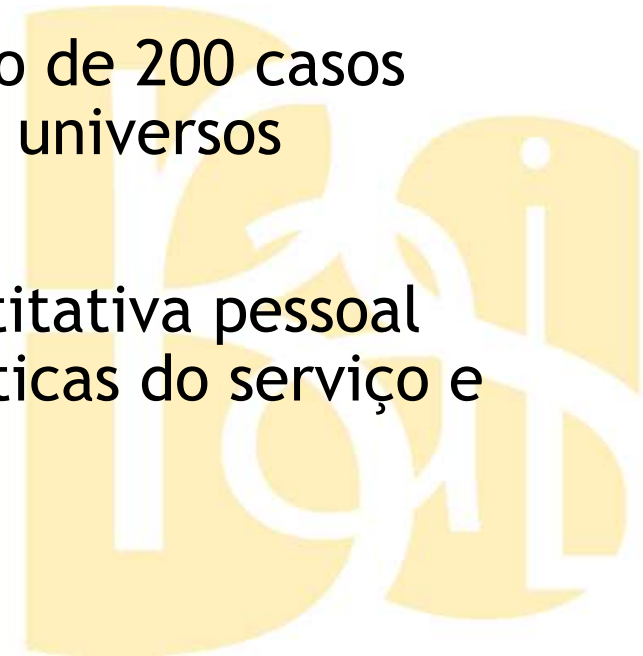 o de 200 casos
universos
titativa pessoal
ticas do serviço e